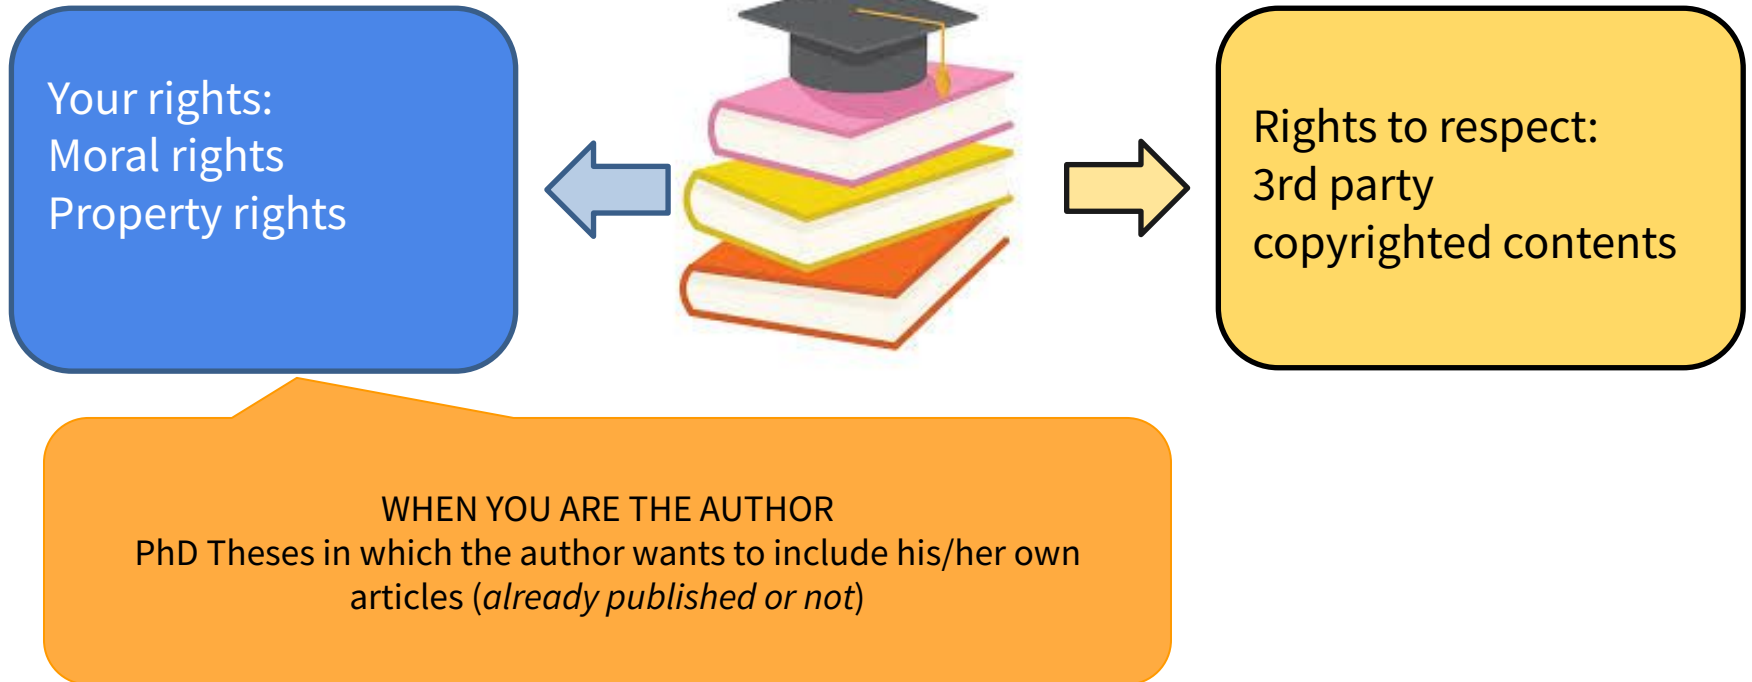 Your rights:
Moral rights
Property rights
Rights to respect:
3rd party
copyrighted contents
WHEN YOU ARE THE AUTHOR
PhD Theses in which the author wants to include his/her own
articles (already published or not)